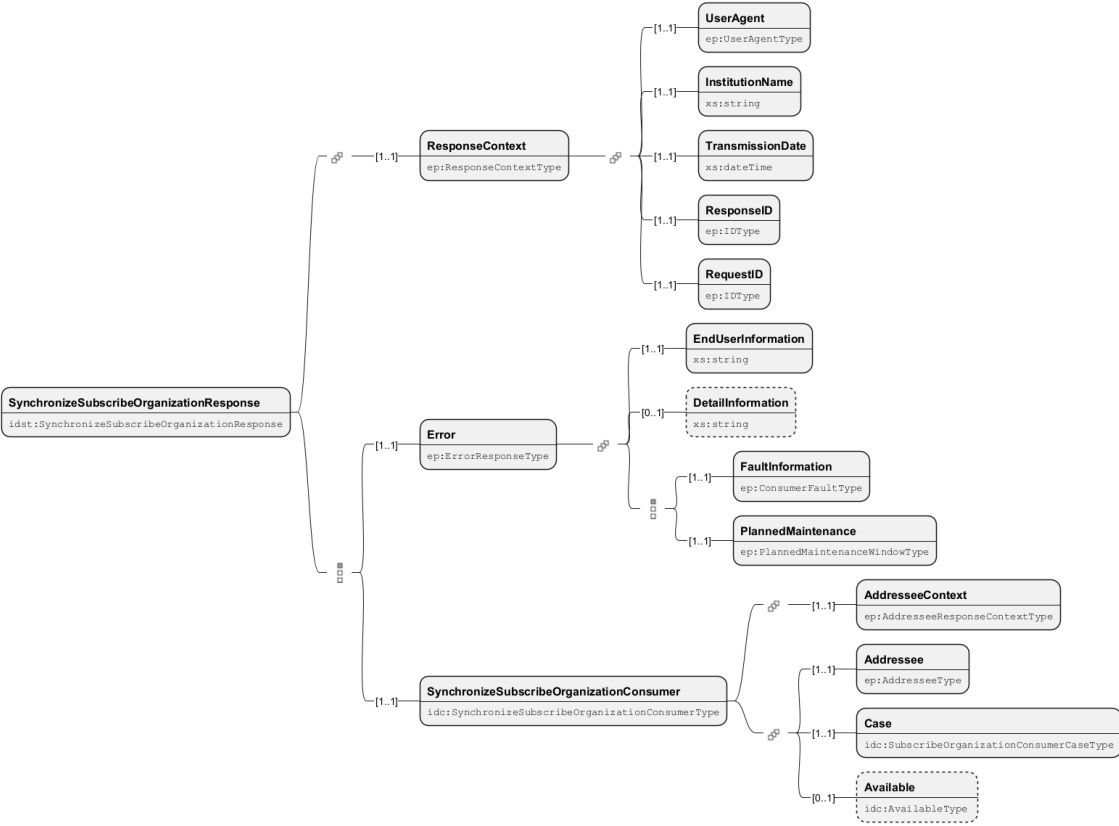 UserAgent
ep:UserAgentType
[1..1]
InstitutionName
xs:string
[1..1]
ResponseContext
ep:ResponseContextType
[1..1]
TransmissionDate
xs:dateTime
[1..1]
ResponseID
ep:IDType
[1..1]
RequestID
ep:IDType
[1..1]
EndUserInformation
xs:string
[1..1]
SynchronizeSubscribeOrganizationResponse
idst:SynchronizeSubscribeOrganizationResponse
DetailInformation
xs:string
[0..1]
Error
ep:ErrorResponseType
[1..1]
FaultInformation
ep:ConsumerFaultType
[1..1]
PlannedMaintenance
ep:PlannedMaintenanceWindowType
[1..1]
AddresseeContext
ep:AddresseeResponseContextType
[1..1]
Addressee
ep:AddresseeType
[1..1]
SynchronizeSubscribeOrganizationConsumer
idc:SynchronizeSubscribeOrganizationConsumerType
[1..1]
Case
idc:SubscribeOrganizationConsumerCaseType
[1..1]
Available
idc:AvailableType
[0..1]